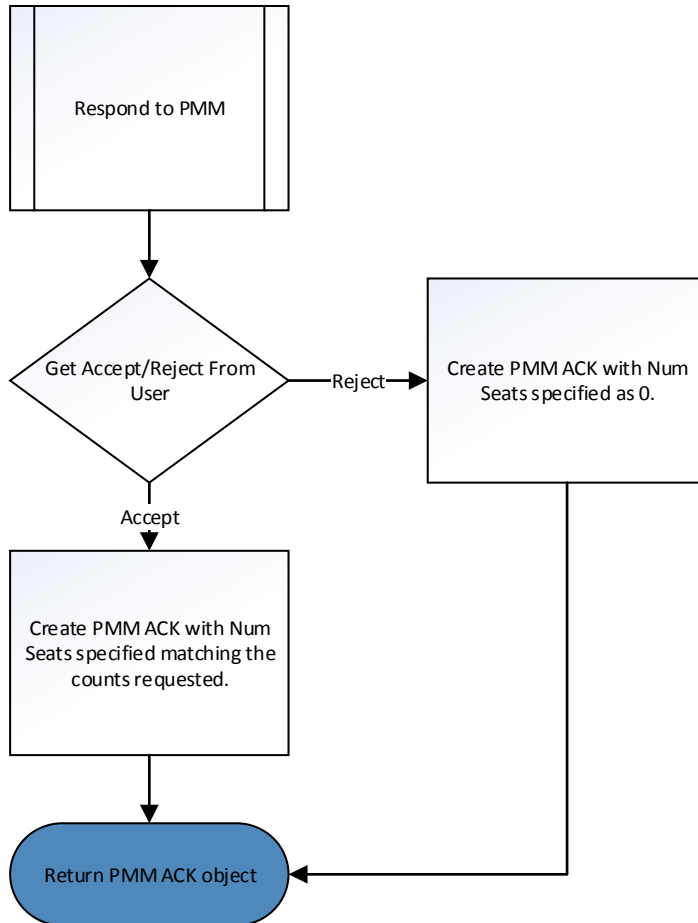 Respond to PMM
Get Accept/Reject From
User
Reject
Create PMM ACK with Num
Seats specified as 0.
Accept
Create PMM ACK with Num
Seats specified matching the
counts requested.
Return PMM ACK object